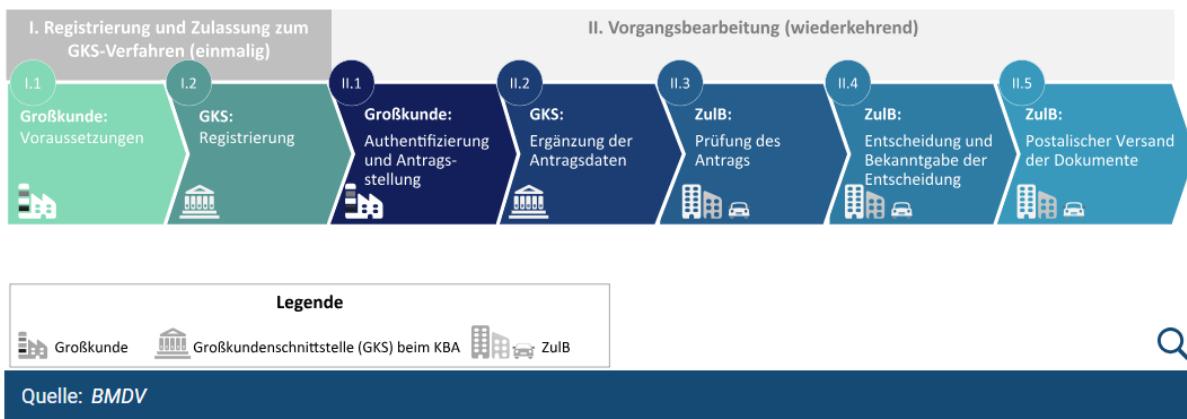 I. Registrierung und Zulassung zum
GKS-Verfahren (einmalig)
II. Vorgangsbearbeitung (wiederkehrend)
I.1
Großkunde:
Voraussetzungen
I.2
GKS:
Registrierung
II.1
Großkunde:
Authentifizierung
und Antrags-
stellung
II.2
GKS:
Ergänzung der
Antragsdaten
II.3
ZulB:
Prüfung des
Antrags
II.4
ZulB:
Entscheidung und
Bekanntgabe der
Entscheidung
II.5
ZulB:
Postalischer Versand
der Dokumente
Legende
Großkunde
Großkundenschnittstelle (GKS) beim KBA
ZulB
Quelle: BMDV